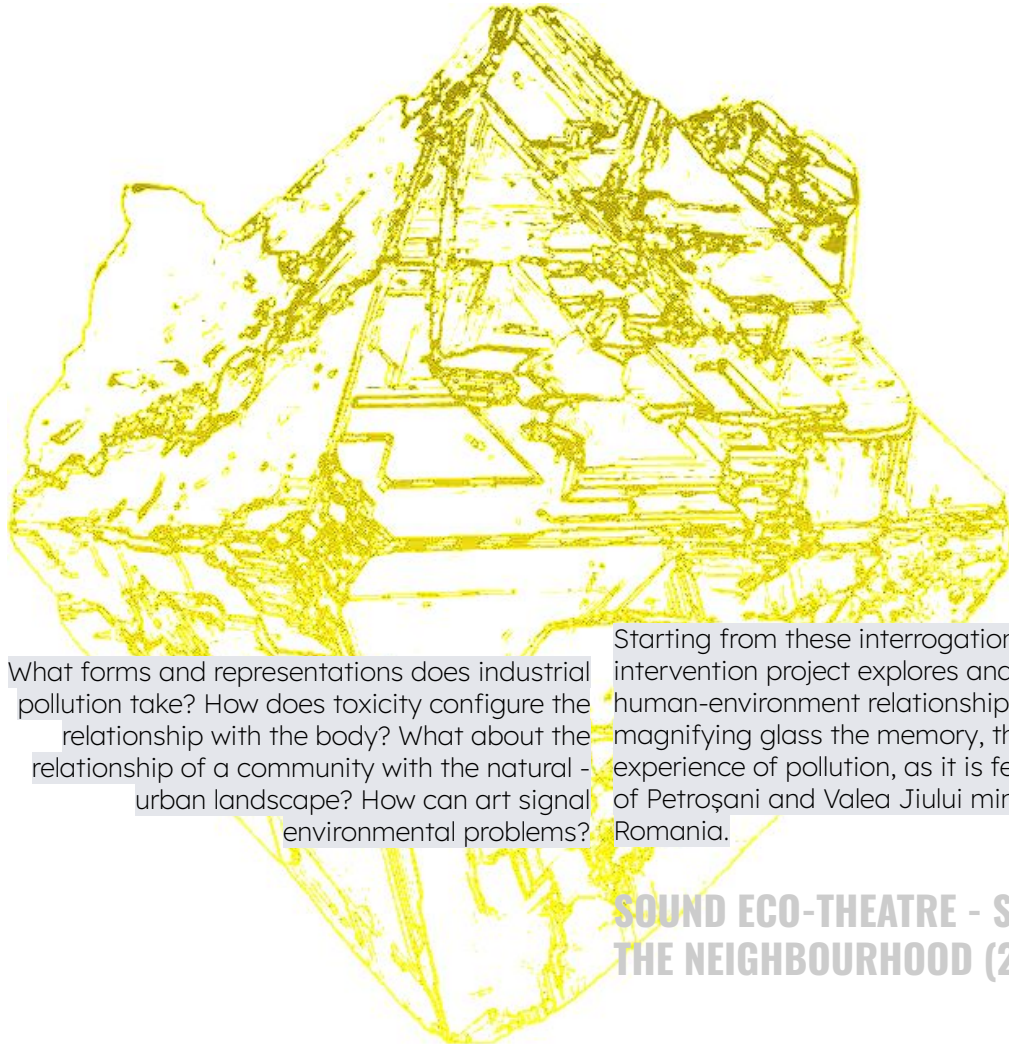 What forms and representations does industrial
pollution take? How does toxicity configure the
relationship with the body? What about the
relationship of a community with the natural -
urban landscape? How can art signal
environmental problems?
Starting from these
intervention project explores and
human-environment relationship
magnifying glass the memory,
experience of pollution, as it is
of Petroșani and Valea Jiului
Romania.
SOUND ECO-THEATRE -
THE NEIGHBOURHOOD